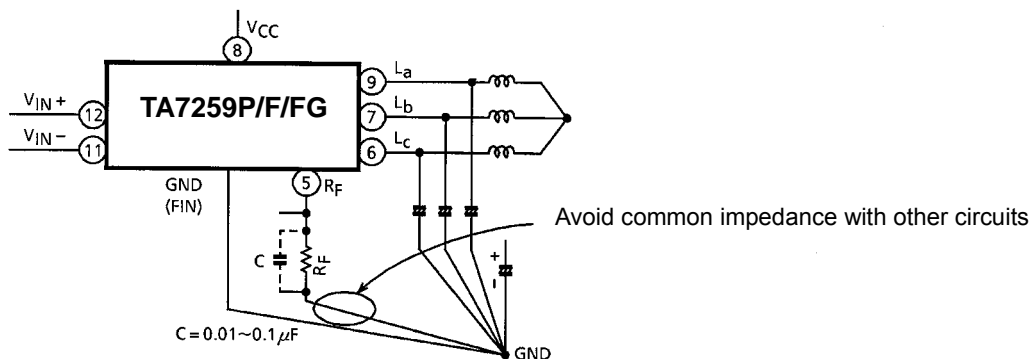 VCC
8
TA7259P/F/FG
VIN+
12
VIN−
11
9
La
7
Lb
6
Lc
GND
(FIN)
5
RF
C
RF
Avoid common impedance with other circuits
+
−
C=0.01~0.1μF
GND